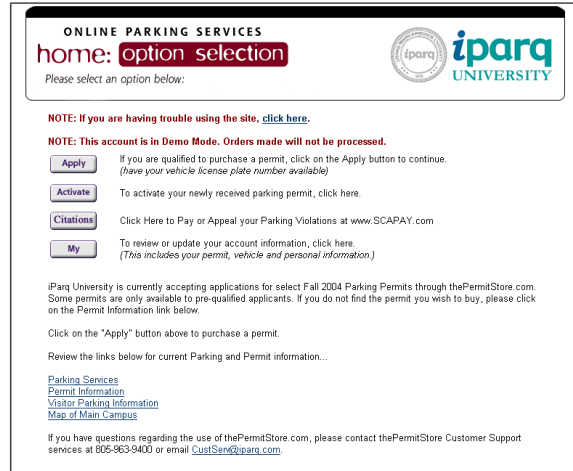 ONLINE PARKING SERVICES
home: option selection
Please select an option below:
iparq
iparq
UNIVERSITY
NOTE: If you are having trouble using the site, click here.
NOTE: This account is in Demo Mode. Orders made will not be processed.
Apply
If you are qualified to purchase a permit, click on the Apply button to continue.
(have your vehicle license plate number available)
Activate
To activate your newly received parking permit, click here.
Citations
Click Here to Pay or Appeal your Parking Violations at www.SCAPAY.com
My
To review or update your account information, click here.
(This includes your permit, vehicle and personal information.)
iParq University is currently accepting applications for select Fall 2004 Parking Permits through thePermitStore.com.
Some permits are only available to pre-qualified applicants. If you do not find the permit you wish to buy, please click
on the Permit Information link below.
Click on the "Apply" button above to purchase a permit.
Review the links below for current Parking and Permit information...
Parking Services
Permit Information
Visitor Parking Information
Map of Main Campus
If you have questions regarding the use of thePermitStore.com, please contact thePermitStore Customer Support
services at 805-963-9400 or email CustServ@iparq.com.